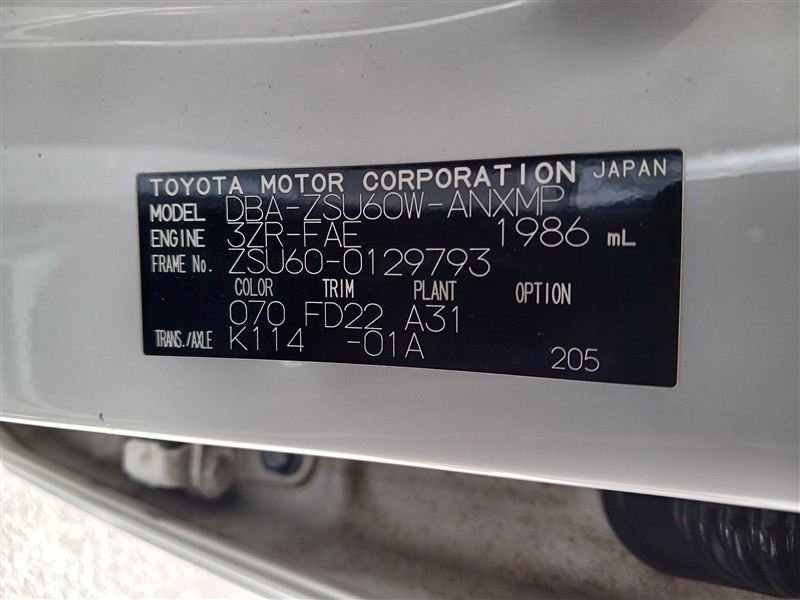 TOYOTA MOTOR CORPORATION JAPAN
MODEL DBA-ZSU60W-ANXMP
ENGINE 3ZR-FAE 1986 mL
FRAME No. ZSU60-0129793
COLOR TRIM PLANT OPTION
070 FD22 A31
TRANS./AXLE K114 -01A 205